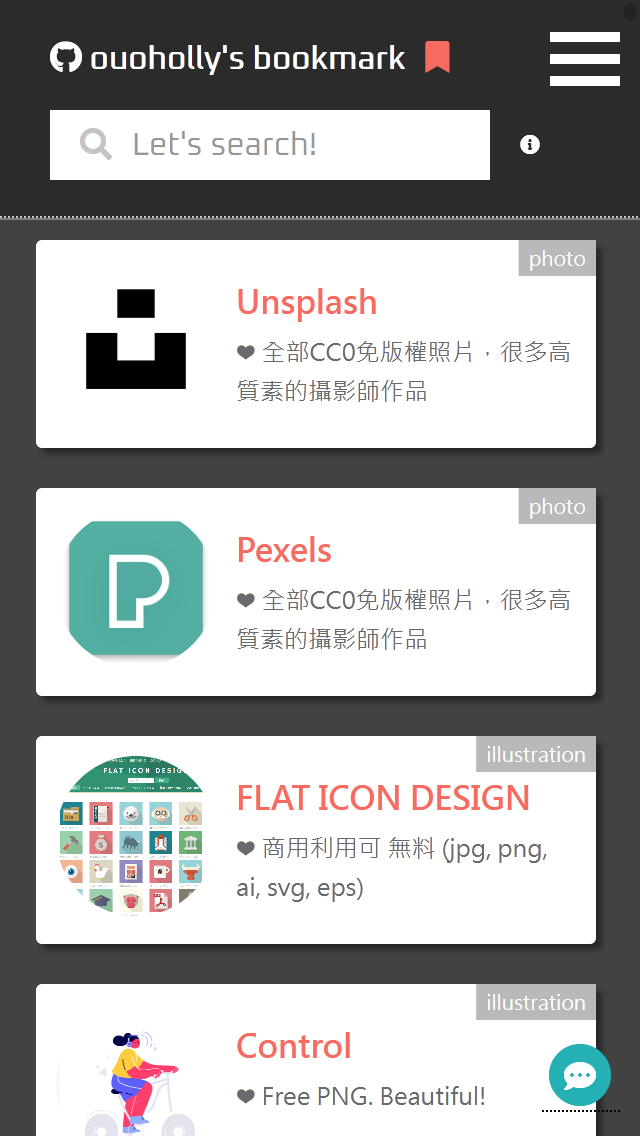 ouoholly's bookmark
Let's search!
photo
Unsplash
全部CC0免版權照片，很多高
質素的攝影師作品
photo
Pexels
全部CC0免版權照片，很多高
質素的攝影師作品
illustration
FLAT ICON DESIGN
FLAT ICON DESIGN
商用利用可 無料 (jpg, png,
ai, svg, eps)
illustration
Control
Free PNG. Beautiful!